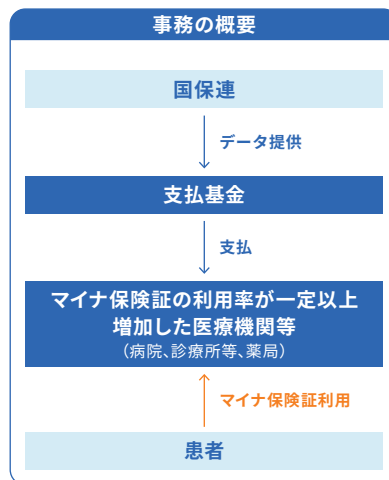 事務の概要
国保連
データ提供
支払基金
支払
マイナ保険証の利用率が一定以上
増加した医療機関等
（病院、診療所等、薬局）
マイナ保険証利用
患者